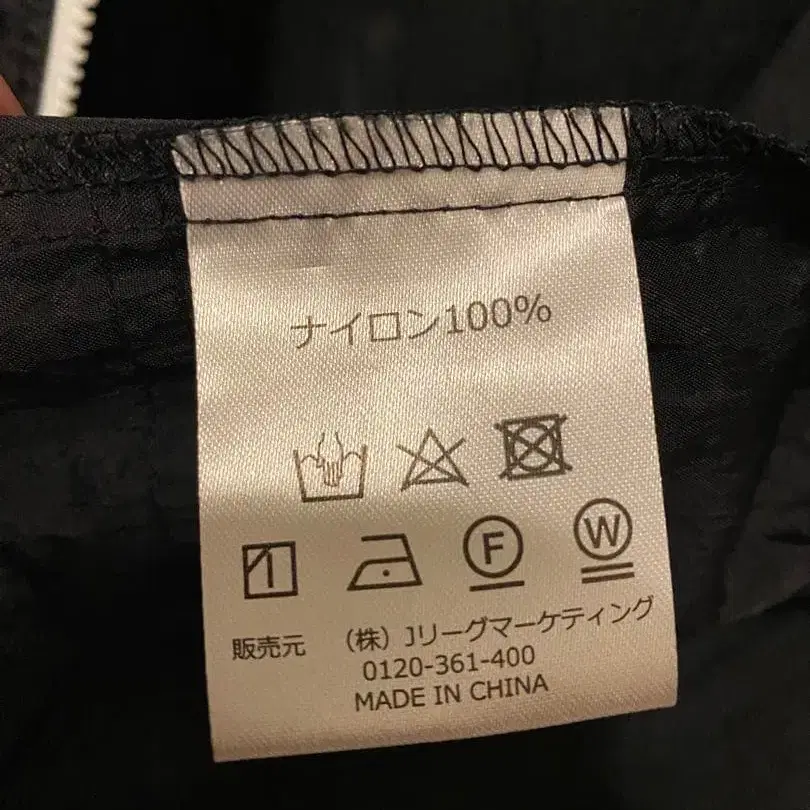 ナイロン100%
F W
販売元 (株)Jリーグマーケティング
0120-361-400
MADE IN CHINA